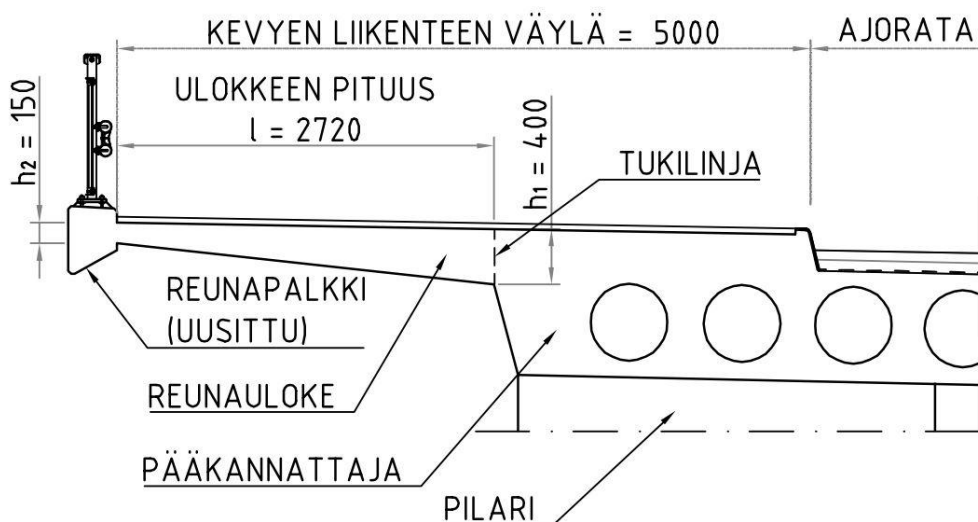 KEVYEN LIIKENTEEN VÄYLÄ = 5000
AJORATA
ULOKKEEN PITUUS
l = 2720
h₂ = 150
h₁ = 400
TUKILINJA
REUNAPALKKI
(UUSITTU)
REUNAULOKE
PÄÄKANNATTAJA
PILARI